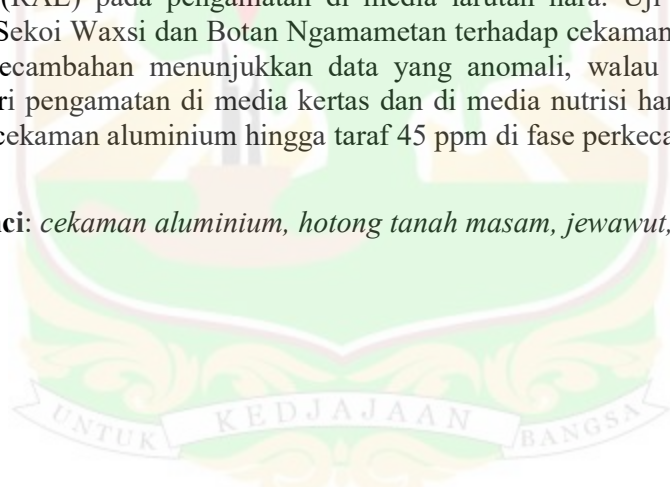 (RAL) pada pengamatan di media larutan hara. Uji
Sekoi Waxsi dan Botan Ngamametan terhadap cekaman
ecambahan menunjukkan data yang anomali, walau
ri pengamatan di media kertas dan di media nutrisi har
cekaman aluminium hingga taraf 45 ppm di fase perkeca
nci: cekaman aluminium, hotong tanah masam, jewawut,
UNTUK KEDJAJAAN BANGSA